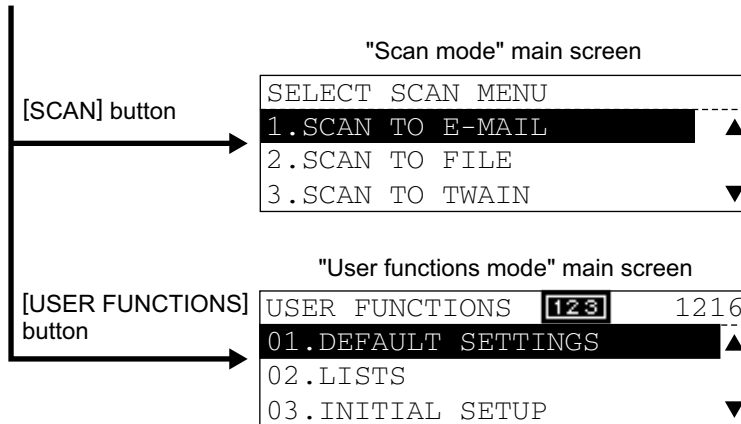 "Scan mode" main screen
[SCAN] button
SELECT SCAN MENU
1.SCAN TO E-MAIL
2.SCAN TO FILE
3.SCAN TO TWAIN
"User functions mode" main screen
[USER FUNCTIONS]
button
USER FUNCTIONS 123 1216
01.DEFAULT SETTINGS
02.LISTS
03.INITIAL SETUP